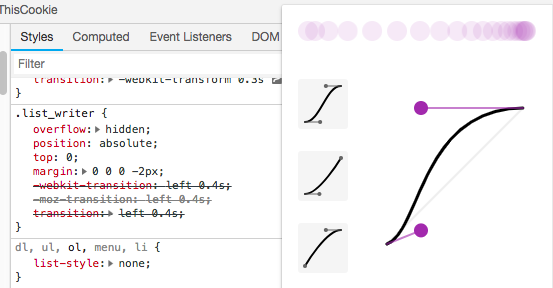 ThisCookie
Styles Computed Event Listeners DOM
Filter
transition:▶ -webkit-transform 0.3s
}
.list_writer {
overflow:▶ hidden;
position: absolute;
top: 0;
margin:▶ 0 0 0 -2px;
-webkit-transition: left 0.4s;
-moz-transition: left 0.4s;
transition:▶ left 0.4s;
}
dl, ul, ol, menu, li {
list-style:▶ none;
}